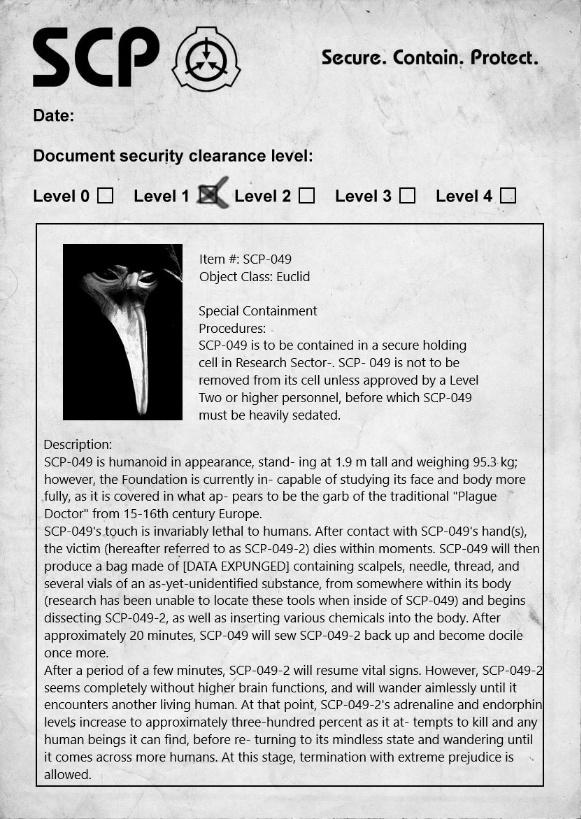 SCP
Secure. Contain. Protect.
Date:
Document security clearance level:
Level 0 Level 1 Level 2 Level 3 Level 4
Item #: SCP-049
Object Class: Euclid
Special Containment
Procedures:
SCP-049 is to be contained in a secure holding
cell in Research Sector-. SCP- 049 is not to be
removed from its cell unless approved by a Level
Two or higher personnel, before which SCP-049
must be heavily sedated.
Description:
SCP-049 is humanoid in appearance, stand- ing at 1.9 m tall and weighing 95.3 kg;
however, the Foundation is currently in- capable of studying its face and body more
fully, as it is covered in what ap- pears to be the garb of the traditional "Plague
Doctor" from 15-16th century Europe.
SCP-049's touch is invariably lethal to humans. After contact with SCP-049's hand(s),
the victim (hereafter referred to as SCP-049-2) dies within moments. SCP-049 will then
produce a bag made of [DATA EXPUNGED] containing scalpels, needle, thread, and
several vials of an as-yet-unidentified substance, from somewhere within its body
(research has been unable to locate these tools when inside of SCP-049) and begins
dissecting SCP-049-2, as well as inserting various chemicals into the body. After
approximately 20 minutes, SCP-049 will sew SCP-049-2 back up and become docile
once more.
After a period of a few minutes, SCP-049-2 will resume vital signs. However, SCP-049-2
seems completely without higher brain functions, and will wander aimlessly until it
encounters another living human. At that point, SCP-049-2's adrenaline and endorphin
levels increase to approximately three-hundred percent as it at- tempts to kill and any
human beings it can find, before re- turning to its mindless state and wandering until
it comes across more humans. At this stage, termination with extreme prejudice is
allowed.